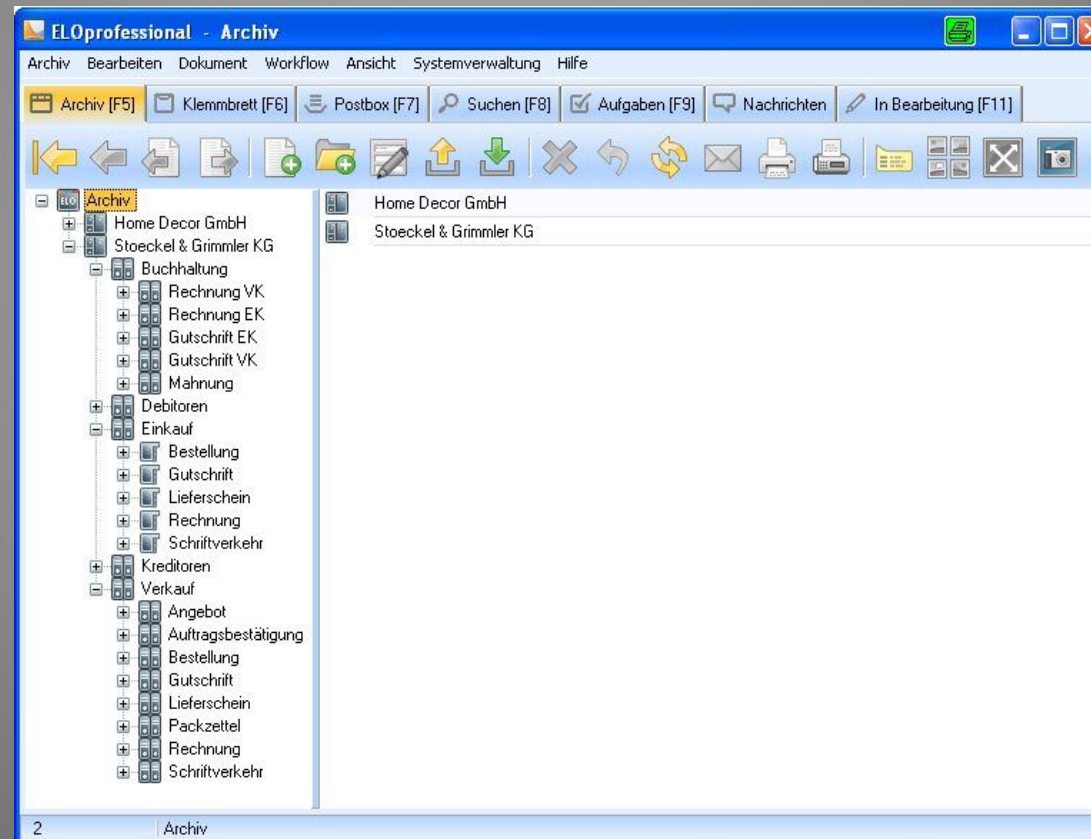 ELOprofessional - Archiv
Archiv Bearbeiten Dokument Workflow Ansicht Systemverwaltung Hilfe
Archiv [F5] Klemmbrett [F6] Postbox [F7] Suchen [F8] Aufgaben [F9] Nachrichten In Bearbeitung [F11]
ELO Archiv
Home Decor GmbH
Stoeckel & Grimmler KG
Buchhaltung
Rechnung VK
Rechnung EK
Gutschrift EK
Gutschrift VK
Mahnung
Debitoren
Einkauf
Bestellung
Gutschrift
Lieferschein
Rechnung
Schriftverkehr
Kreditoren
Verkauf
Angebot
Auftragsbestätigung
Bestellung
Gutschrift
Lieferschein
Packzettel
Rechnung
Schriftverkehr
Home Decor GmbH
Stoeckel & Grimmler KG
2 Archiv